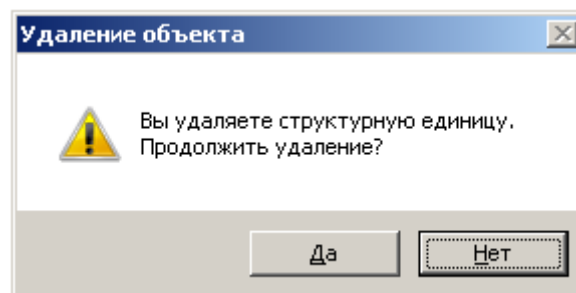 Удаление объекта
Вы удаляете структурную единицу.
Продолжить удаление?
Да
Нет